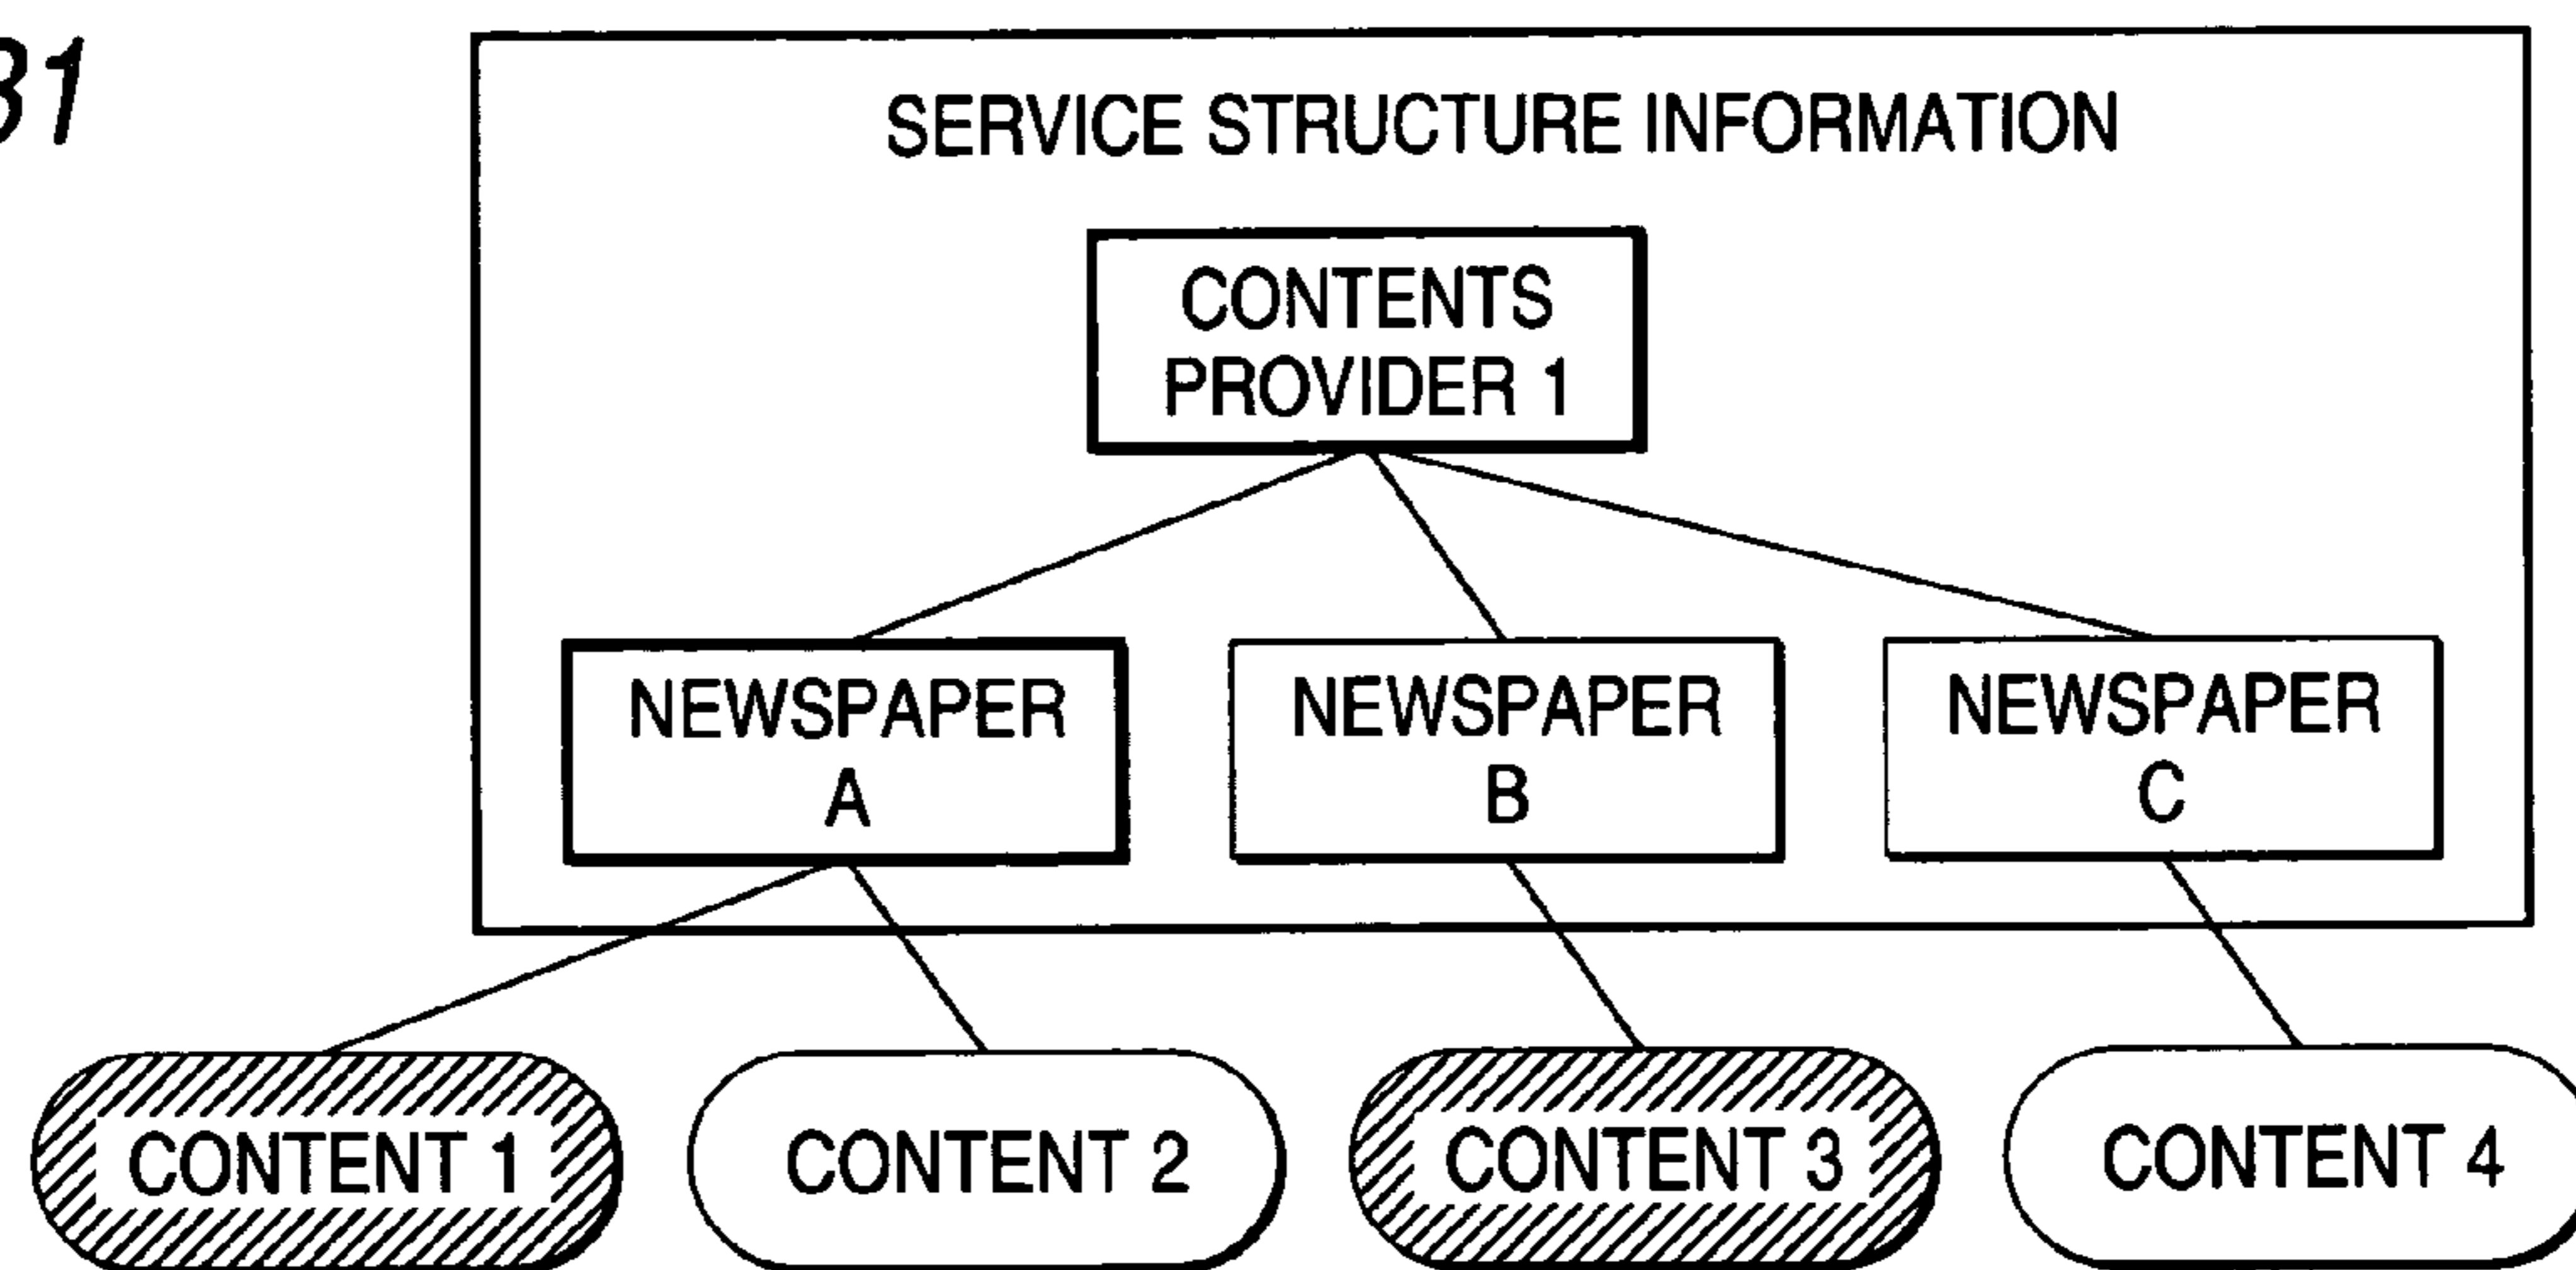 31
SERVICE STRUCTURE INFORMATION
CONTENTS
PROVIDER 1
NEWSPAPER
A
NEWSPAPER
B
NEWSPAPER
C
CONTENT 1
CONTENT 2
CONTENT 3
CONTENT 4